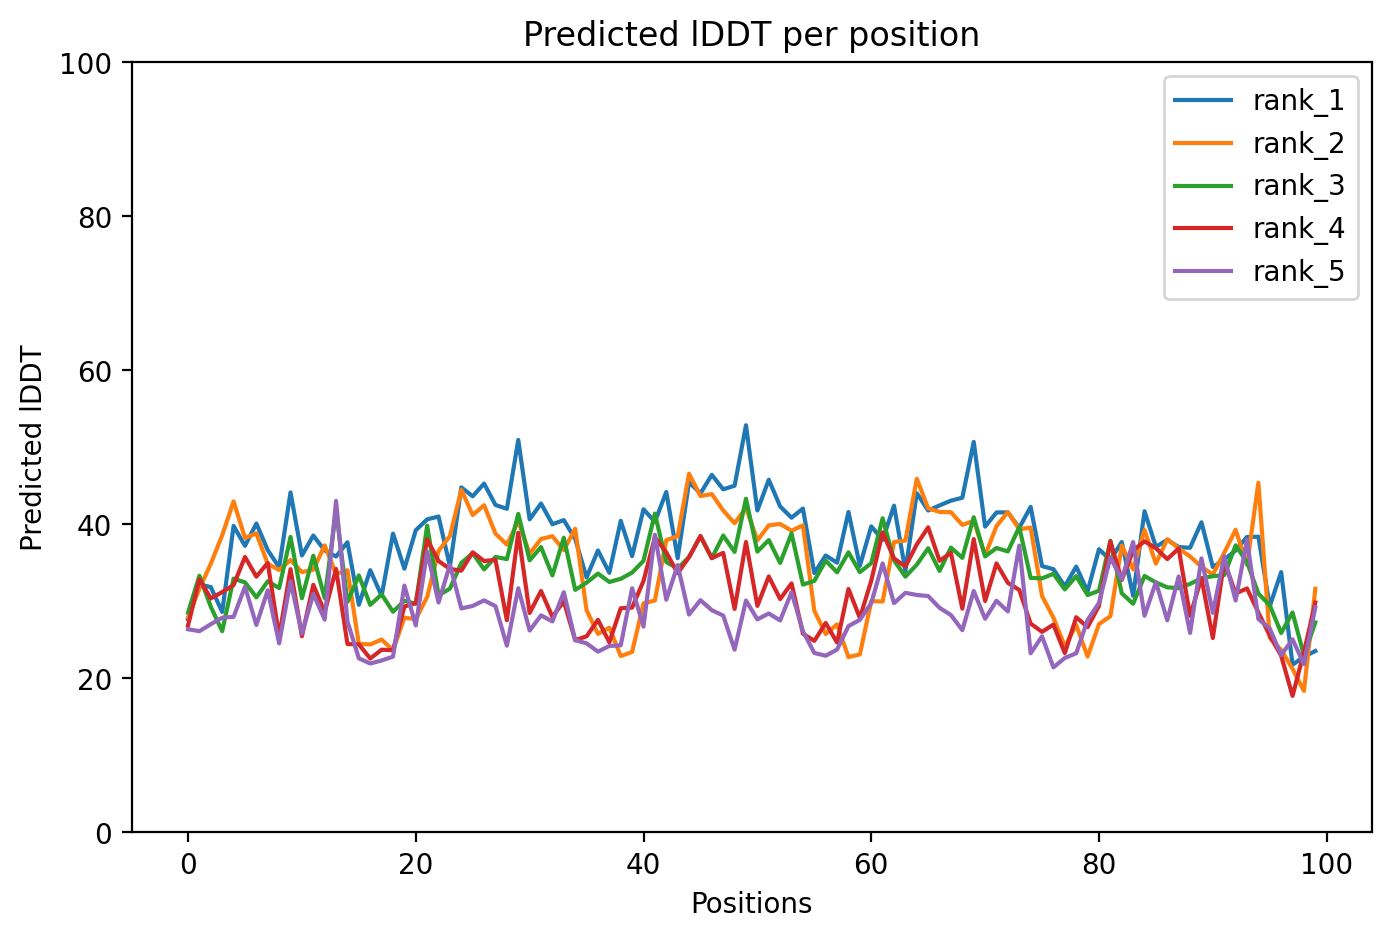 Predicted lDDT per position
100
80
60
40
20
0
Predicted lDDT
0 20 40 60 80 100
Positions
rank_1
rank_2
rank_3
rank_4
rank_5